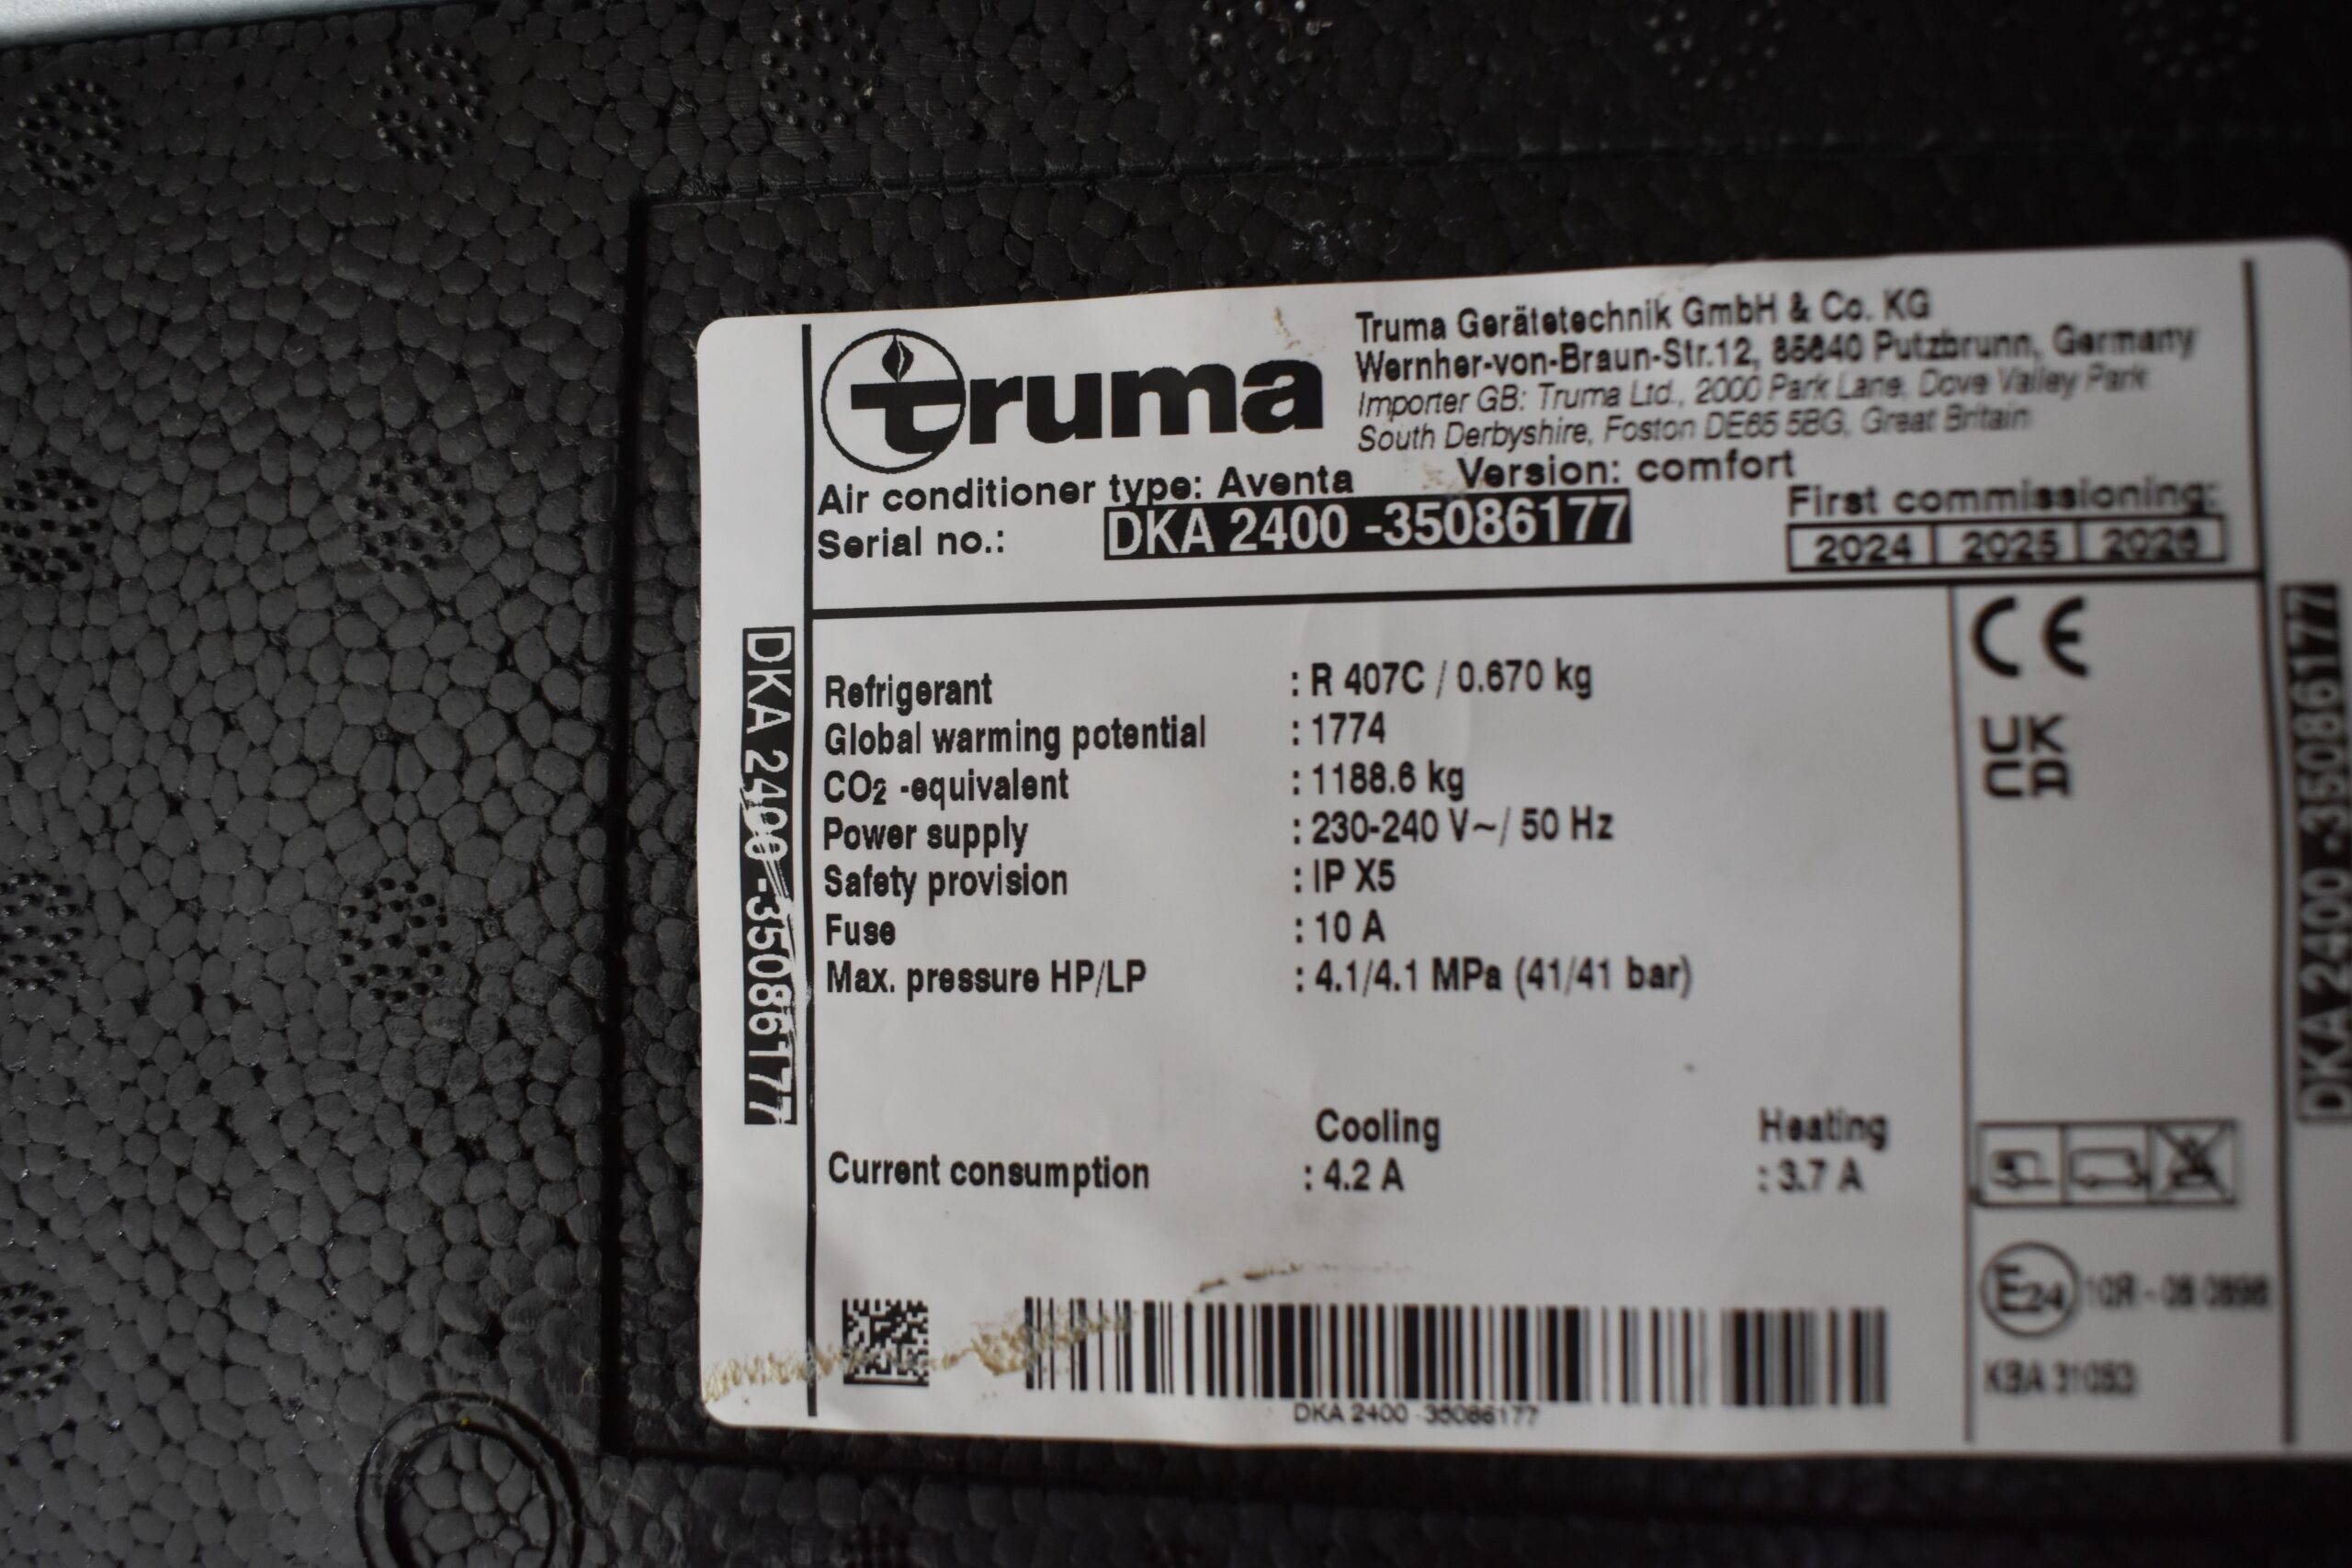 truma
Truma Gerätetechnik GmbH & Co. KG
Wernher-von-Braun-Str.12, 85640 Putzbrunn, Germany
Importer GB: Truma Ltd., 2000 Park Lane, Dove Valley Park
South Derbyshire, Foston DE65 5BG, Great Britain
Air conditioner type: Aventa Version: comfort
Serial no.: DKA 2400 -35086177
First commissioning:
2024 2025 2026
DKA 2400 -35086177
Refrigerant : R 407C / 0.670 kg
Global warming potential : 1774
CO2 -equivalent : 1188.6 kg
Power supply : 230-240 V~/ 50 Hz
Safety provision : IP X5
Fuse : 10 A
Max. pressure HP/LP : 4.1/4.1 MPa (41/41 bar)
Cooling Heating
Current consumption : 4.2 A : 3.7 A
DKA 2400 -35086177
CE
UK
CA
E24 10R -
KBA
DKA 2400 -35086177